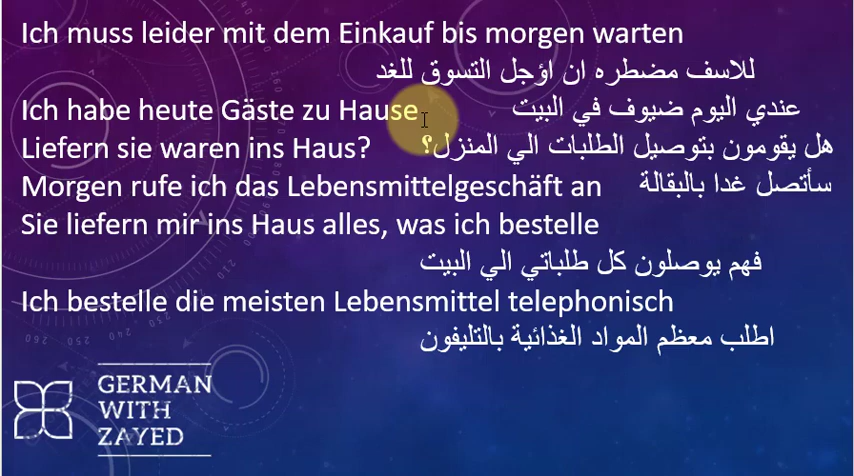 Ich muss leider mit dem Einkauf bis morgen warten
للاسف مضطره ان اؤجل التسوق للغد
Ich habe heute Gäste zu Hause
عندي اليوم ضيوف في البيت
Liefern sie waren ins Haus?
هل يقومون بتوصيل الطلبات الي المنزل؟
Morgen rufe ich das Lebensmittelgeschäft an
سأتصل غدا بالبقالة
Sie liefern mir ins Haus alles, was ich bestelle
فهم يوصلون كل طلباتي الي البيت
Ich bestelle die meisten Lebensmittel telephonisch
اطلب معظم المواد الغذائية بالتليفون
GERMAN
WITH
ZAYED